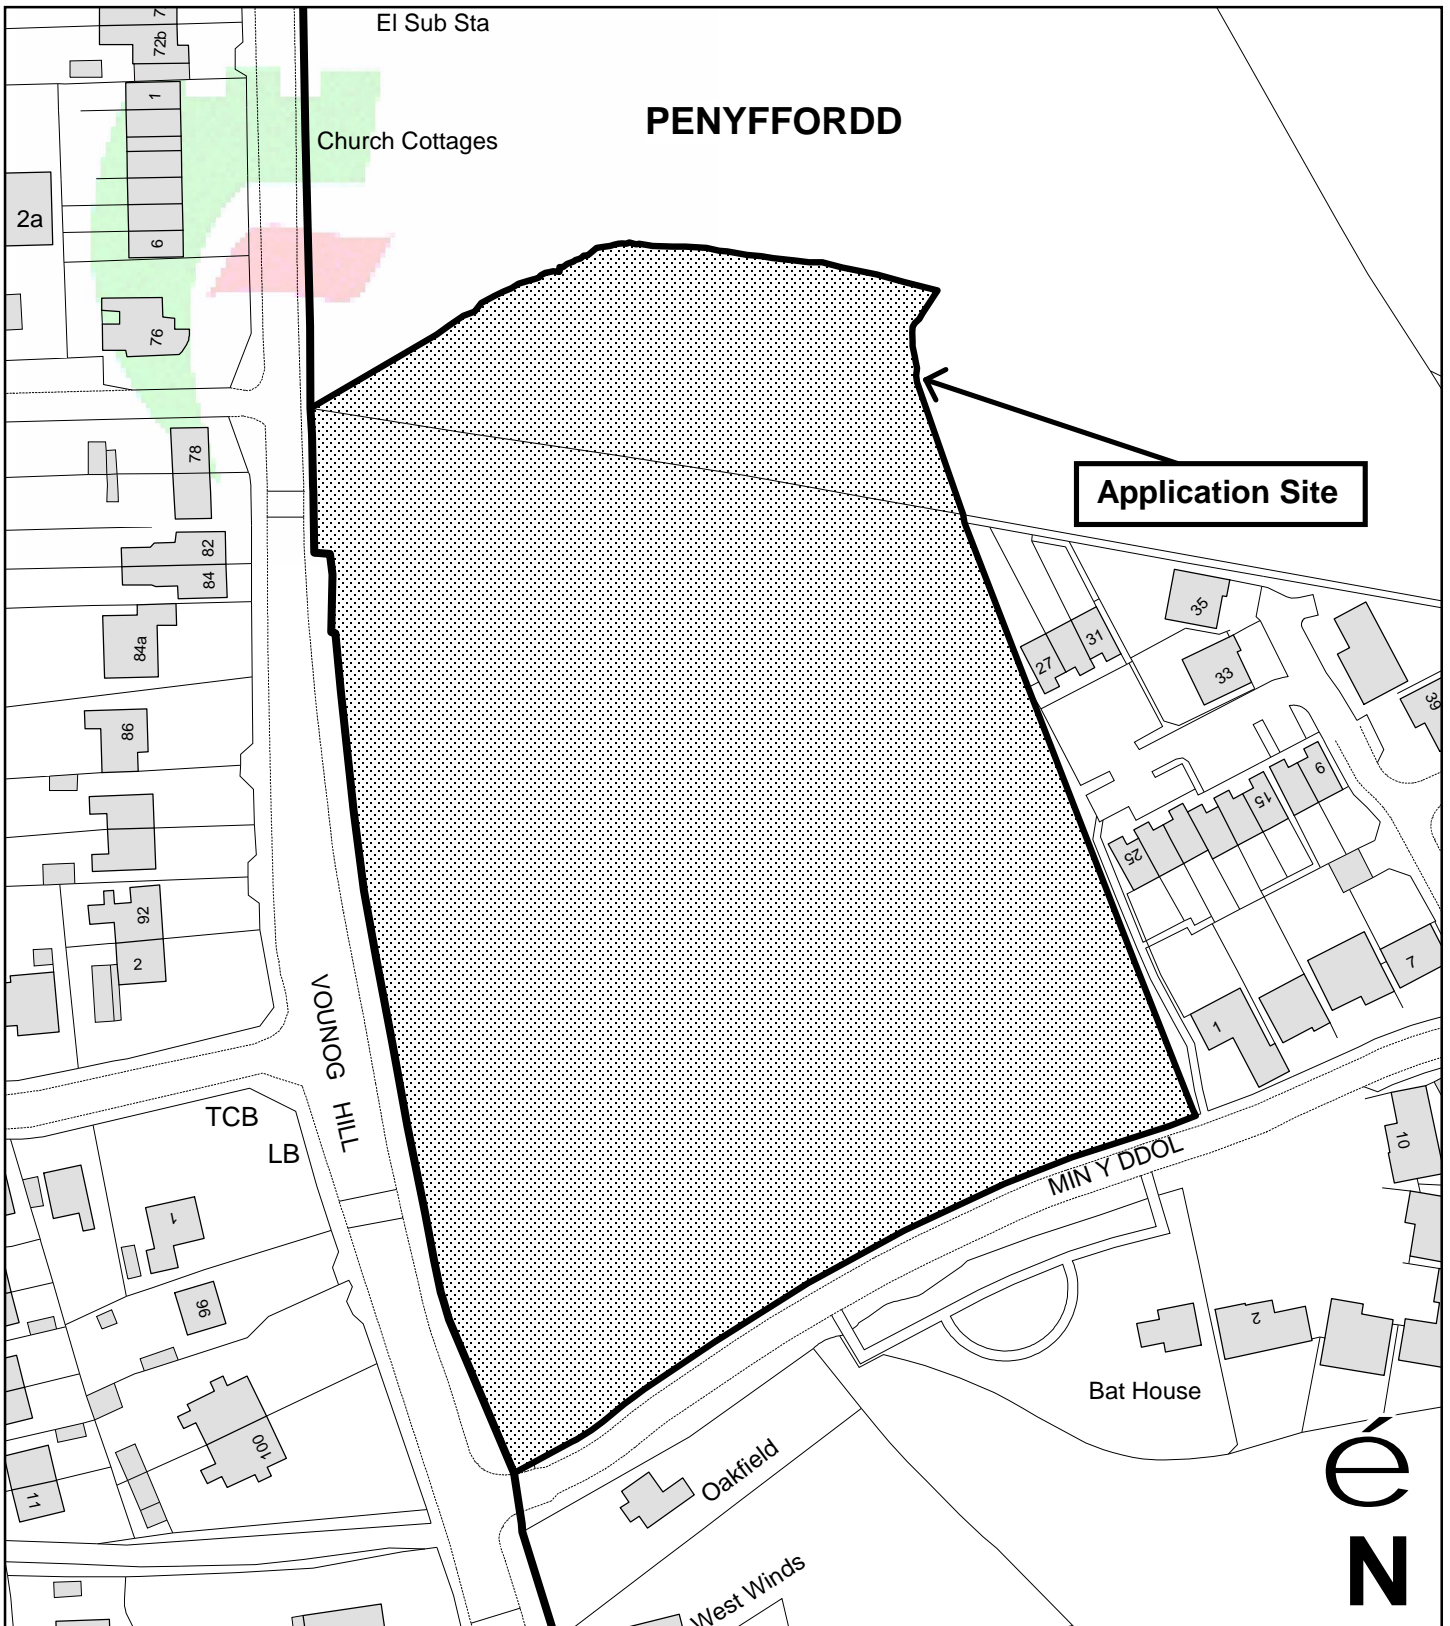 El Sub Sta
7
72b
PENYFFORDD
1
Church Cottages
2a
6
76
78
Application Site
82
84
35
31
27
33
84a
39
86
9
15
25
92
2
7
1
VOUNOG HILL
TCB
LB
MIN Y DDOL
10
1
96
2
Bat House
100
é
11
Oakfield
N
West Winds